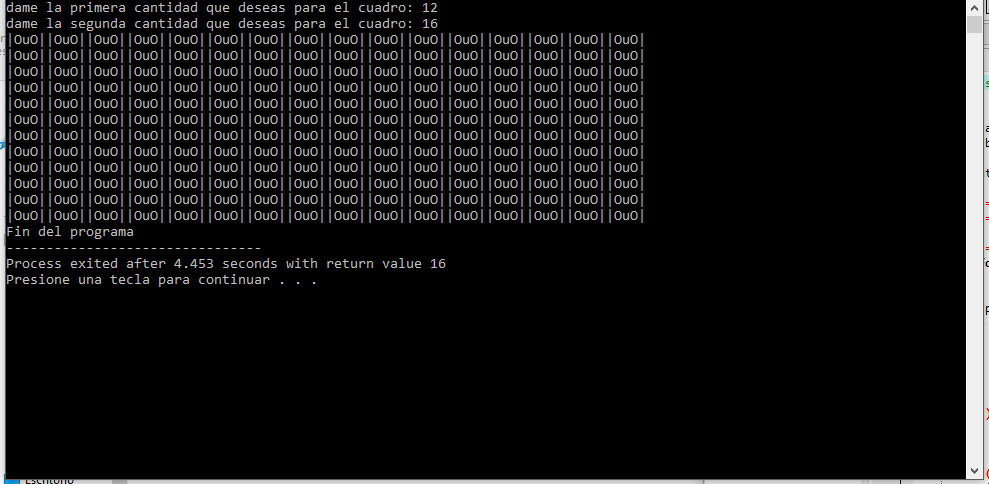 dame la primera cantidad que deseas para el cuadro: 12
dame la segunda cantidad que deseas para el cuadro: 16
|OuO||OuO||OuO||OuO||OuO||OuO||OuO||OuO||OuO||OuO||OuO||OuO||OuO||OuO||OuO||OuO|
|OuO||OuO||OuO||OuO||OuO||OuO||OuO||OuO||OuO||OuO||OuO||OuO||OuO||OuO||OuO||OuO|
|OuO||OuO||OuO||OuO||OuO||OuO||OuO||OuO||OuO||OuO||OuO||OuO||OuO||OuO||OuO||OuO|
|OuO||OuO||OuO||OuO||OuO||OuO||OuO||OuO||OuO||OuO||OuO||OuO||OuO||OuO||OuO||OuO|
|OuO||OuO||OuO||OuO||OuO||OuO||OuO||OuO||OuO||OuO||OuO||OuO||OuO||OuO||OuO||OuO|
|OuO||OuO||OuO||OuO||OuO||OuO||OuO||OuO||OuO||OuO||OuO||OuO||OuO||OuO||OuO||OuO|
|OuO||OuO||OuO||OuO||OuO||OuO||OuO||OuO||OuO||OuO||OuO||OuO||OuO||OuO||OuO||OuO|
|OuO||OuO||OuO||OuO||OuO||OuO||OuO||OuO||OuO||OuO||OuO||OuO||OuO||OuO||OuO||OuO|
|OuO||OuO||OuO||OuO||OuO||OuO||OuO||OuO||OuO||OuO||OuO||OuO||OuO||OuO||OuO||OuO|
|OuO||OuO||OuO||OuO||OuO||OuO||OuO||OuO||OuO||OuO||OuO||OuO||OuO||OuO||OuO||OuO|
|OuO||OuO||OuO||OuO||OuO||OuO||OuO||OuO||OuO||OuO||OuO||OuO||OuO||OuO||OuO||OuO|
|OuO||OuO||OuO||OuO||OuO||OuO||OuO||OuO||OuO||OuO||OuO||OuO||OuO||OuO||OuO||OuO|
Fin del programa
--------------------------------
Process exited after 4.453 seconds with return value 16
Presione una tecla para continuar . . .